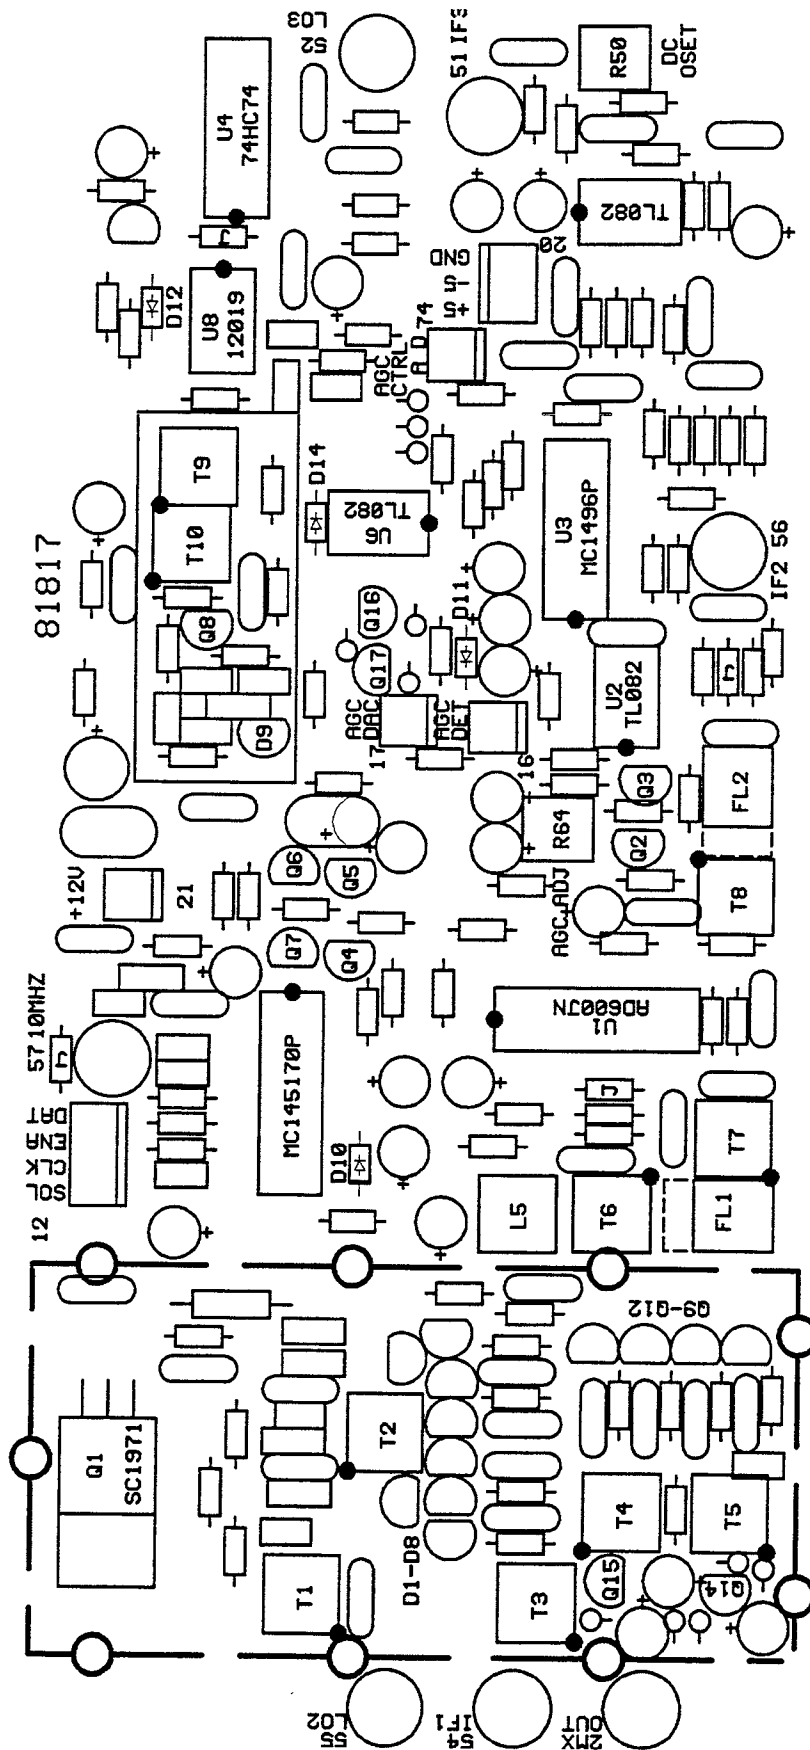 52
LO3
U4
74HC74
51 IF3
R50
DC
OSET
J
TL082
20
GND
-5
+5
D12
U8
12019
AGC
CTRL
A D
74
T9
T10
81817
D14
U6
TL082
U3
MC1496P
IF2 56
D11
Q8
Q16
Q17
D9
AGC
DAC
17
AGC
DET
16
U2
TL082
J
+12V
21
Q6
Q5
R64
AGC ADJ
Q3
Q2
FL2
T8
Q7
Q4
57 10MHZ
J
DAT
ENA
CLK
SOL
12
MC145170P
D10
U1
AD600JN
J
L5
T6
T7
FL1
Q9-Q12
Q1
SC1971
T2
D1-D8
T1
T3
T4
T5
Q15
Q14
55
LO2
54
IF1
2MX
OUT